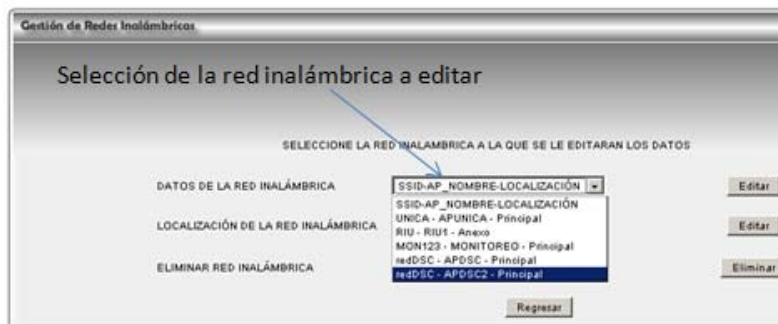 Gestión de Redes Inalámbricas
Selección de la red inalámbrica a editar
SELECCIONE LA RED INALAMBRICA A LA QUE SE LE EDITARAN LOS DATOS
DATOS DE LA RED INALÁMBRICA
SSID-AP_NOMBRE-LOCALIZACIÓN
Editar
SSID-AP_NOMBRE-LOCALIZACIÓN
UNICA - APUNICA - Principal
LOCALIZACIÓN DE LA RED INALÁMBRICA
Editar
RIU - RIU1 - Anexo
MON123 - MONITOREO - Principal
redDSC - APDSC - Principal
ELIMINAR RED INALÁMBRICA
redDSC - APDSC2 - Principal
Eliminar
Regresar